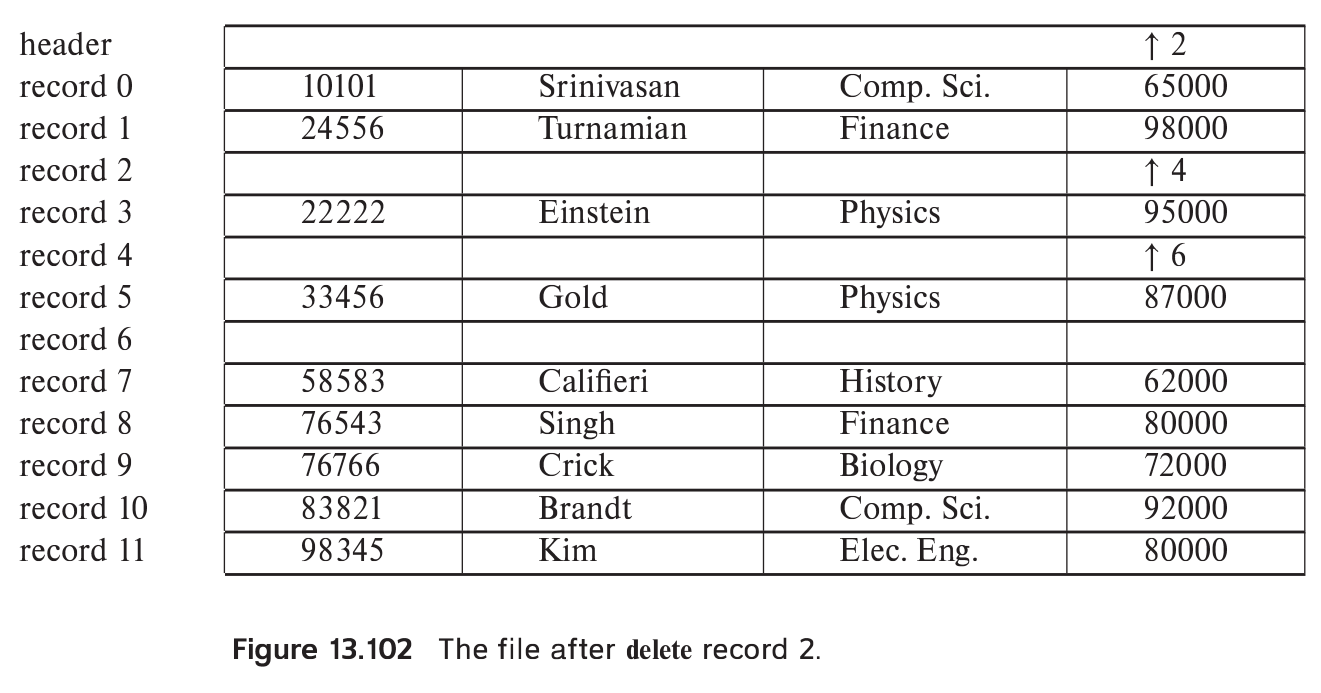 header ↑ 2
record 0 10101 Srinivasan Comp. Sci. 65000
record 1 24556 Turnamian Finance 98000
record 2 ↑ 4
record 3 22222 Einstein Physics 95000
record 4 ↑ 6
record 5 33456 Gold Physics 87000
record 6
record 7 58583 Califieri History 62000
record 8 76543 Singh Finance 80000
record 9 76766 Crick Biology 72000
record 10 83821 Brandt Comp. Sci. 92000
record 11 98345 Kim Elec. Eng. 80000
Figure 13.102 The file after delete record 2.